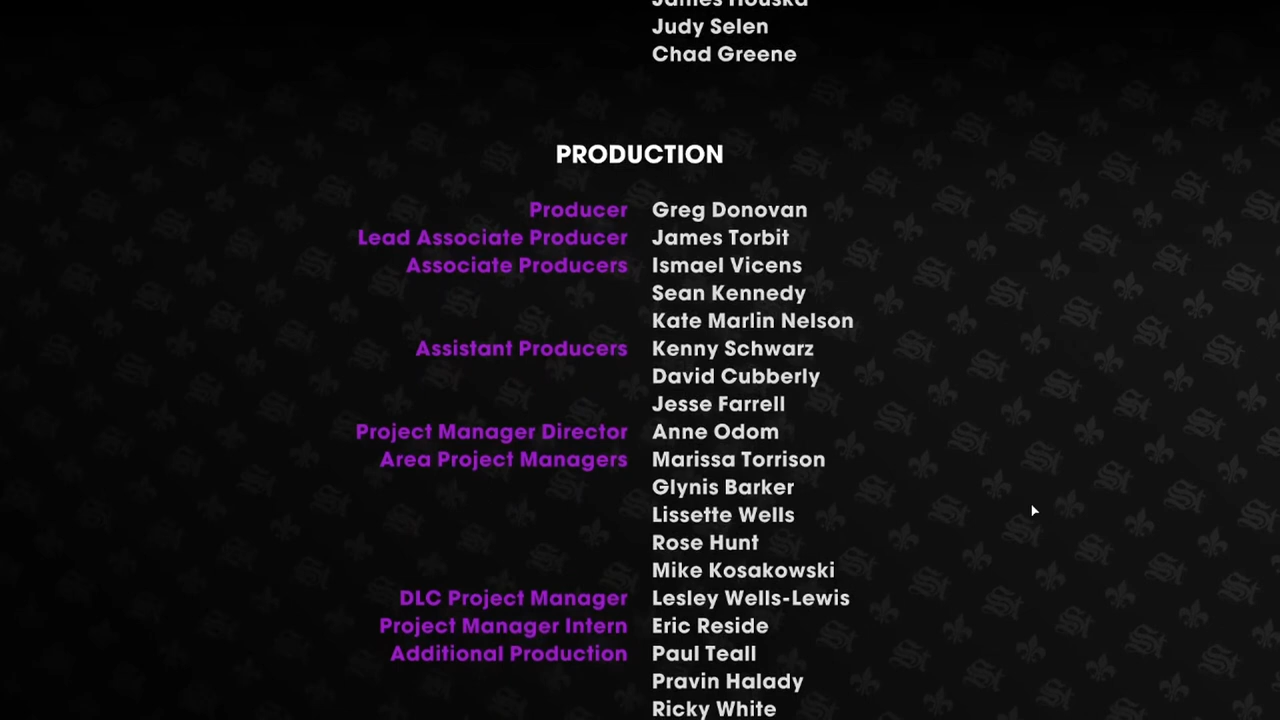 James Houska
Judy Selen
Chad Greene
PRODUCTION
Producer Greg Donovan
Lead Associate Producer James Torbit
Associate Producers Ismael Vicens
Sean Kennedy
Kate Marlin Nelson
Assistant Producers Kenny Schwarz
David Cubberly
Jesse Farrell
Project Manager Director Anne Odom
Area Project Managers Marissa Torrison
Glynis Barker
Lissette Wells
Rose Hunt
Mike Kosakowski
DLC Project Manager Lesley Wells-Lewis
Project Manager Intern Eric Reside
Additional Production Paul Teall
Pravin Halady
Ricky White